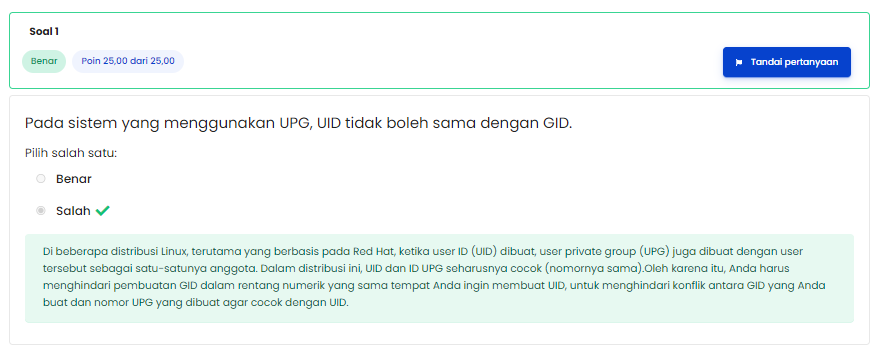 Soal 1
Benar
Poin 25,00 dari 25,00
Tandai pertanyaan
Pada sistem yang menggunakan UPG, UID tidak boleh sama dengan GID.
Pilih salah satu:
Benar
Salah
Di beberapa distribusi Linux, terutama yang berbasis pada Red Hat, ketika user ID (UID) dibuat, user private group (UPG) juga dibuat dengan user
tersebut sebagai satu-satunya anggota. Dalam distribusi ini, UID dan ID UPG seharusnya cocok (nomornya sama).Oleh karena itu, Anda harus
menghindari pembuatan GID dalam rentang numerik yang sama tempat Anda ingin membuat UID, untuk menghindari konflik antara GID yang Anda
buat dan nomor UPG yang dibuat agar cocok dengan UID.